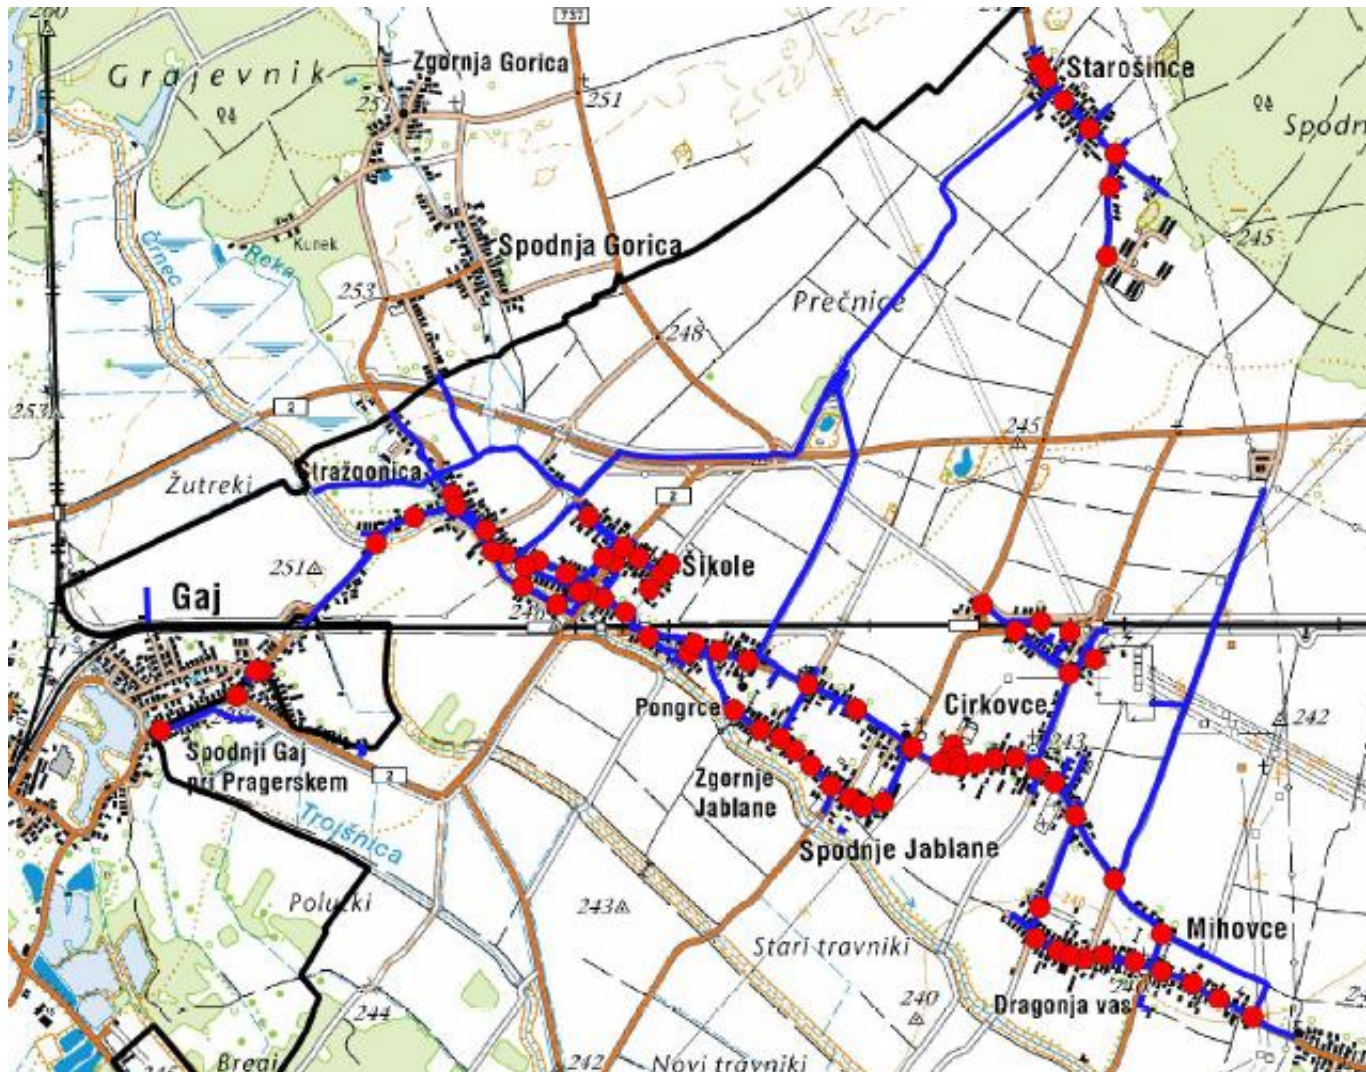 737
Zgornja Gorica
Starošince
Grajevnik
251
251
Spodn
Kunek
Črnec
Reka
Spodnja Gorica
245
253
Prečnice
248
253
2
245
Stražgonica
Žutreki
2
251
Šikole
Gaj
Pongrce
Cirkovce
242
243
Spodnji Gaj
pri Pragerskem
2
Zgornje
Jablane
Trojšnica
Spodnje Jablane
Polutki
243
Mihovce
Stari travniki
240
Dragonja vas
244
Bregi
242
Novi travniki